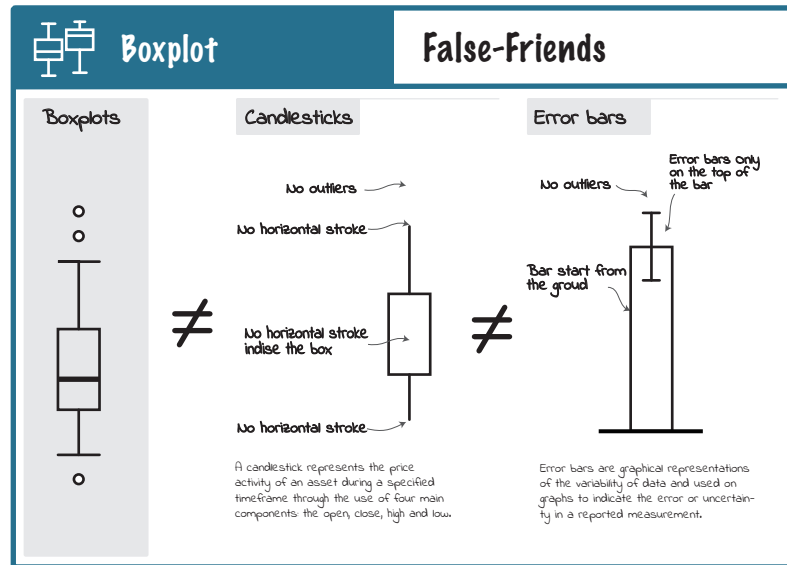 Boxplot
False-Friends
Boxplots
Candlesticks
No outliers
No horizontal stroke
No horizontal stroke
indise the box
No horizontal stroke
A candlestick represents the price
activity of an asset during a specified
timeframe through the use of four main
components: the open, close, high and low.
Error bars
No outliers
Error bars only
on the top of
the bar
Bar start from
the groud
Error bars are graphical representations
of the variability of data and used on
graphs to indicate the error or uncertain-
ty in a reported measurement.